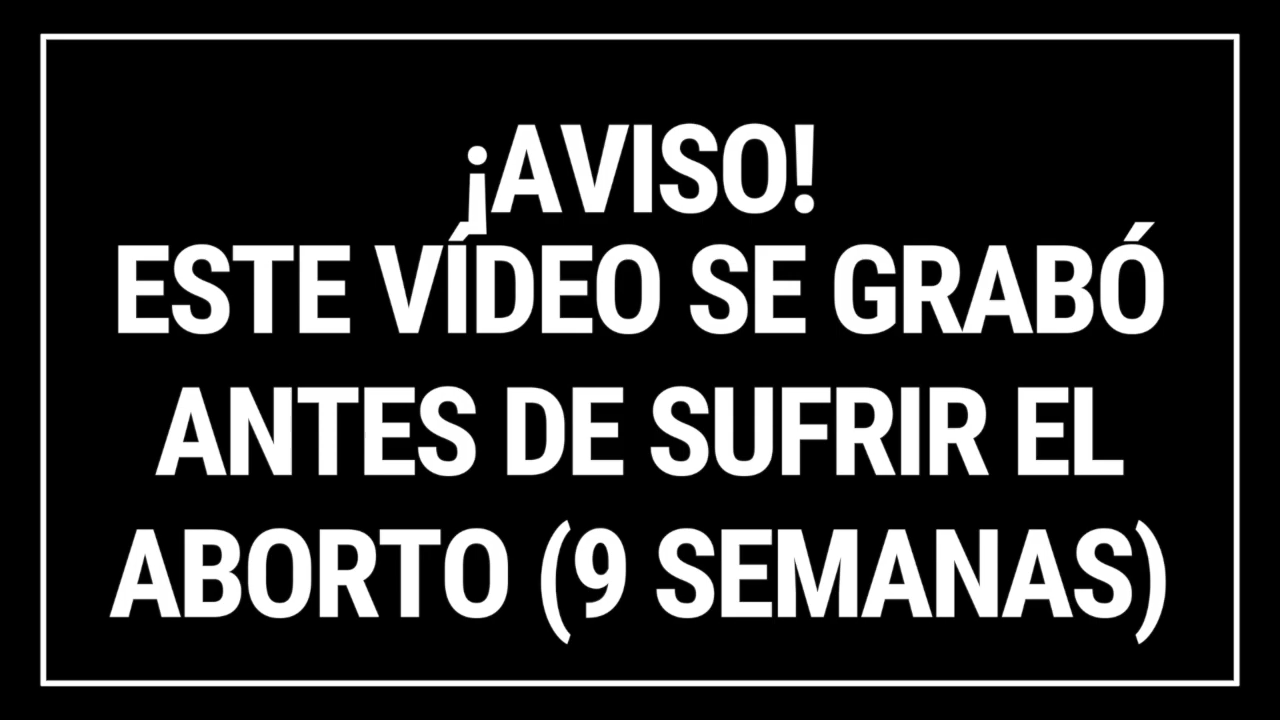 ¡AVISO!
ESTE VÍDEO SE GRABÓ
ANTES DE SUFRIR EL
ABORTO (9 SEMANAS)